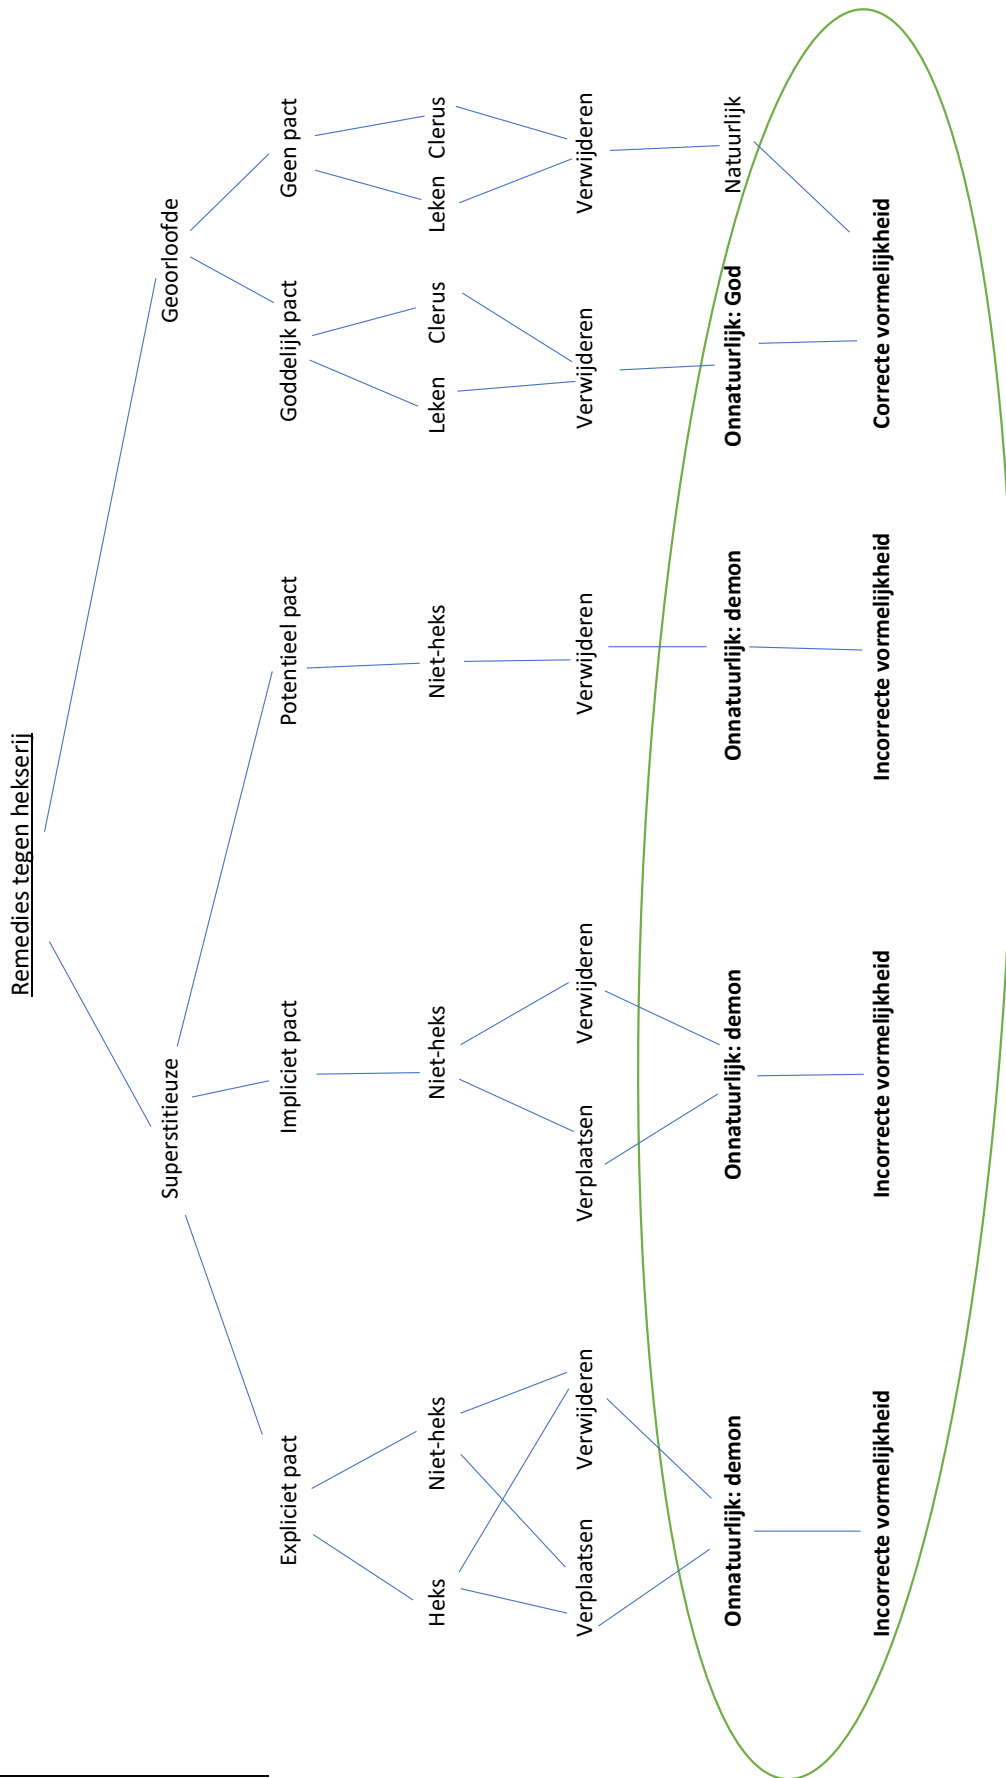 Remedies tegen hekserij
Superstitieuze Geoorloofde
Expliciet pact Impliciet pact Potentieel pact Goddelijk pact Geen pact
Heks Niet-heks Niet-heks Niet-heks Leken Clerus Leken Clerus
Verplaatsen Verwijderen Verplaatsen Verwijderen Verwijderen Verwijderen Verwijderen
Onnatuurlijk: demon Onnatuurlijk: demon Onnatuurlijk: demon Onnatuurlijk: God Natuurlijk
Incorrecte vormelijkheid Incorrecte vormelijkheid Incorrecte vormelijkheid Correcte vormelijkheid